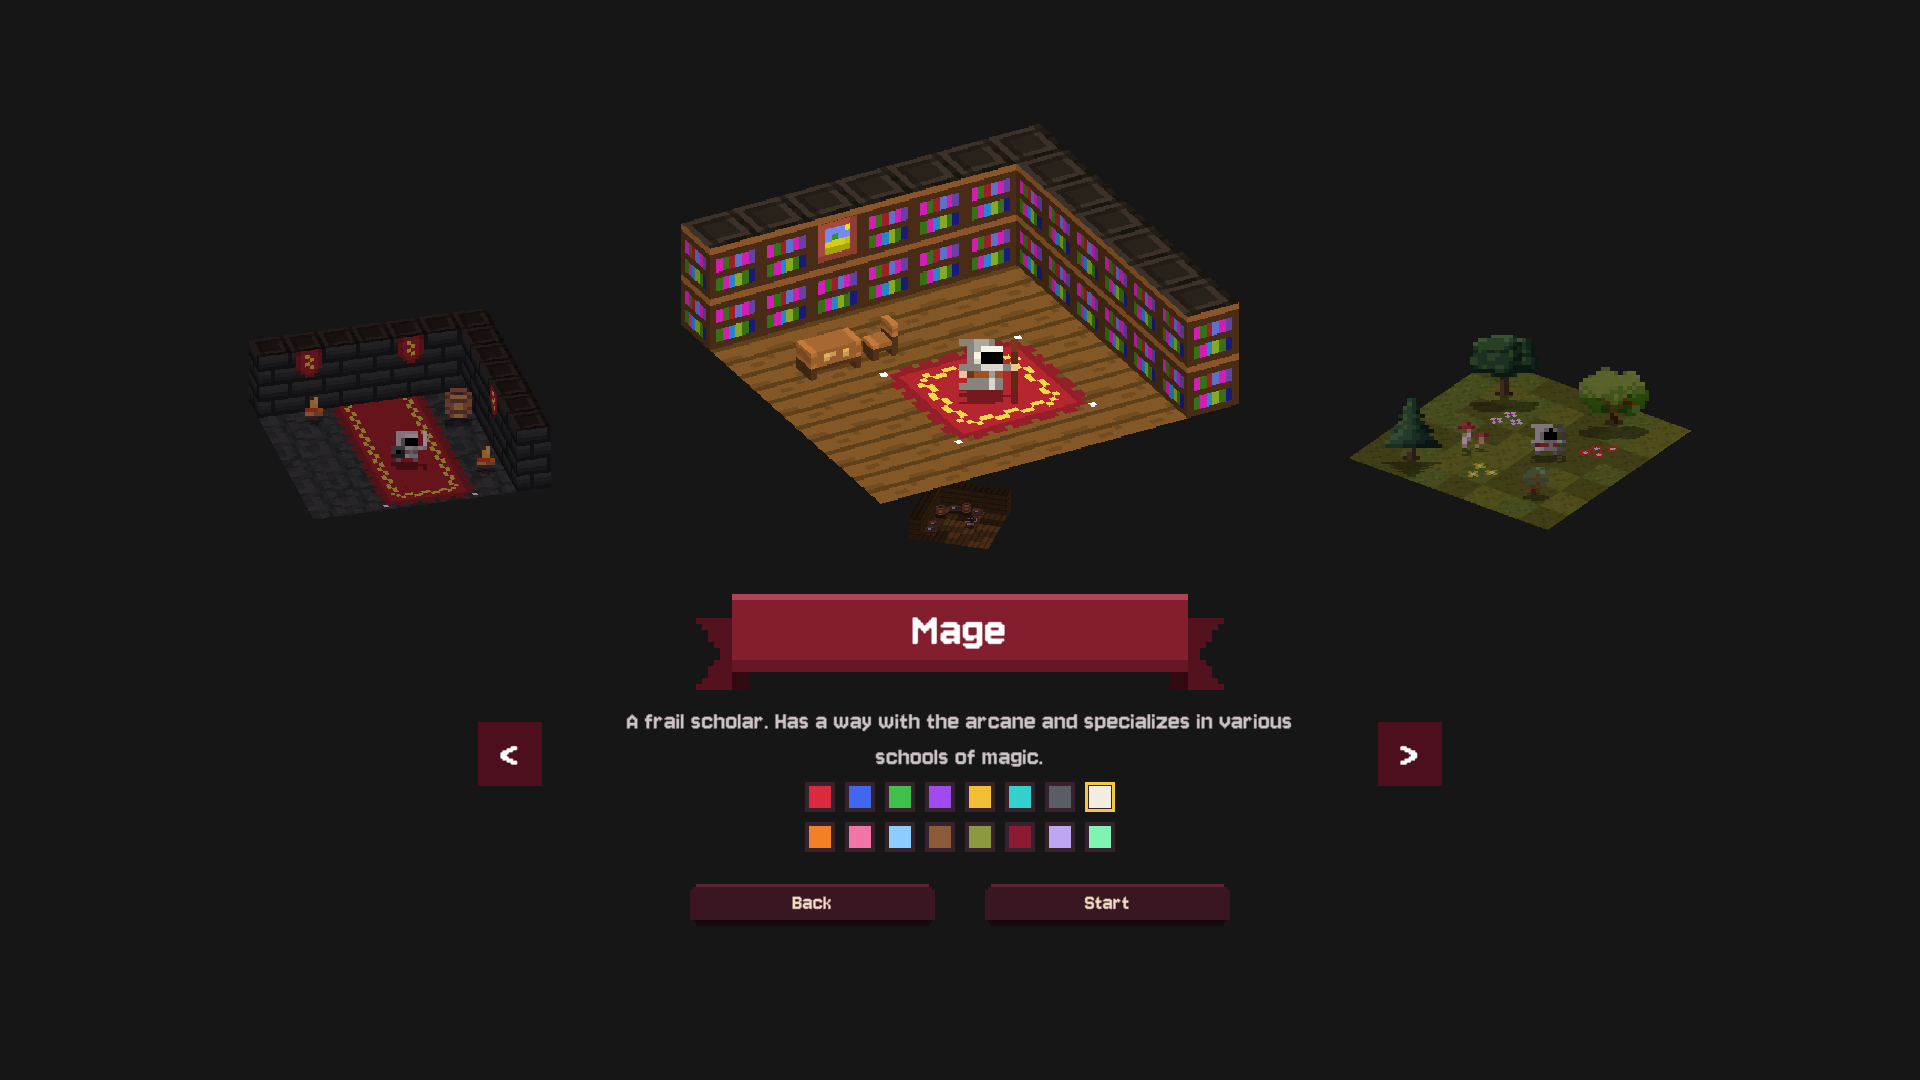 Mage
A frail scholar. Has a way with the arcane and specializes in various
schools of magic.
<
>
Back
Start